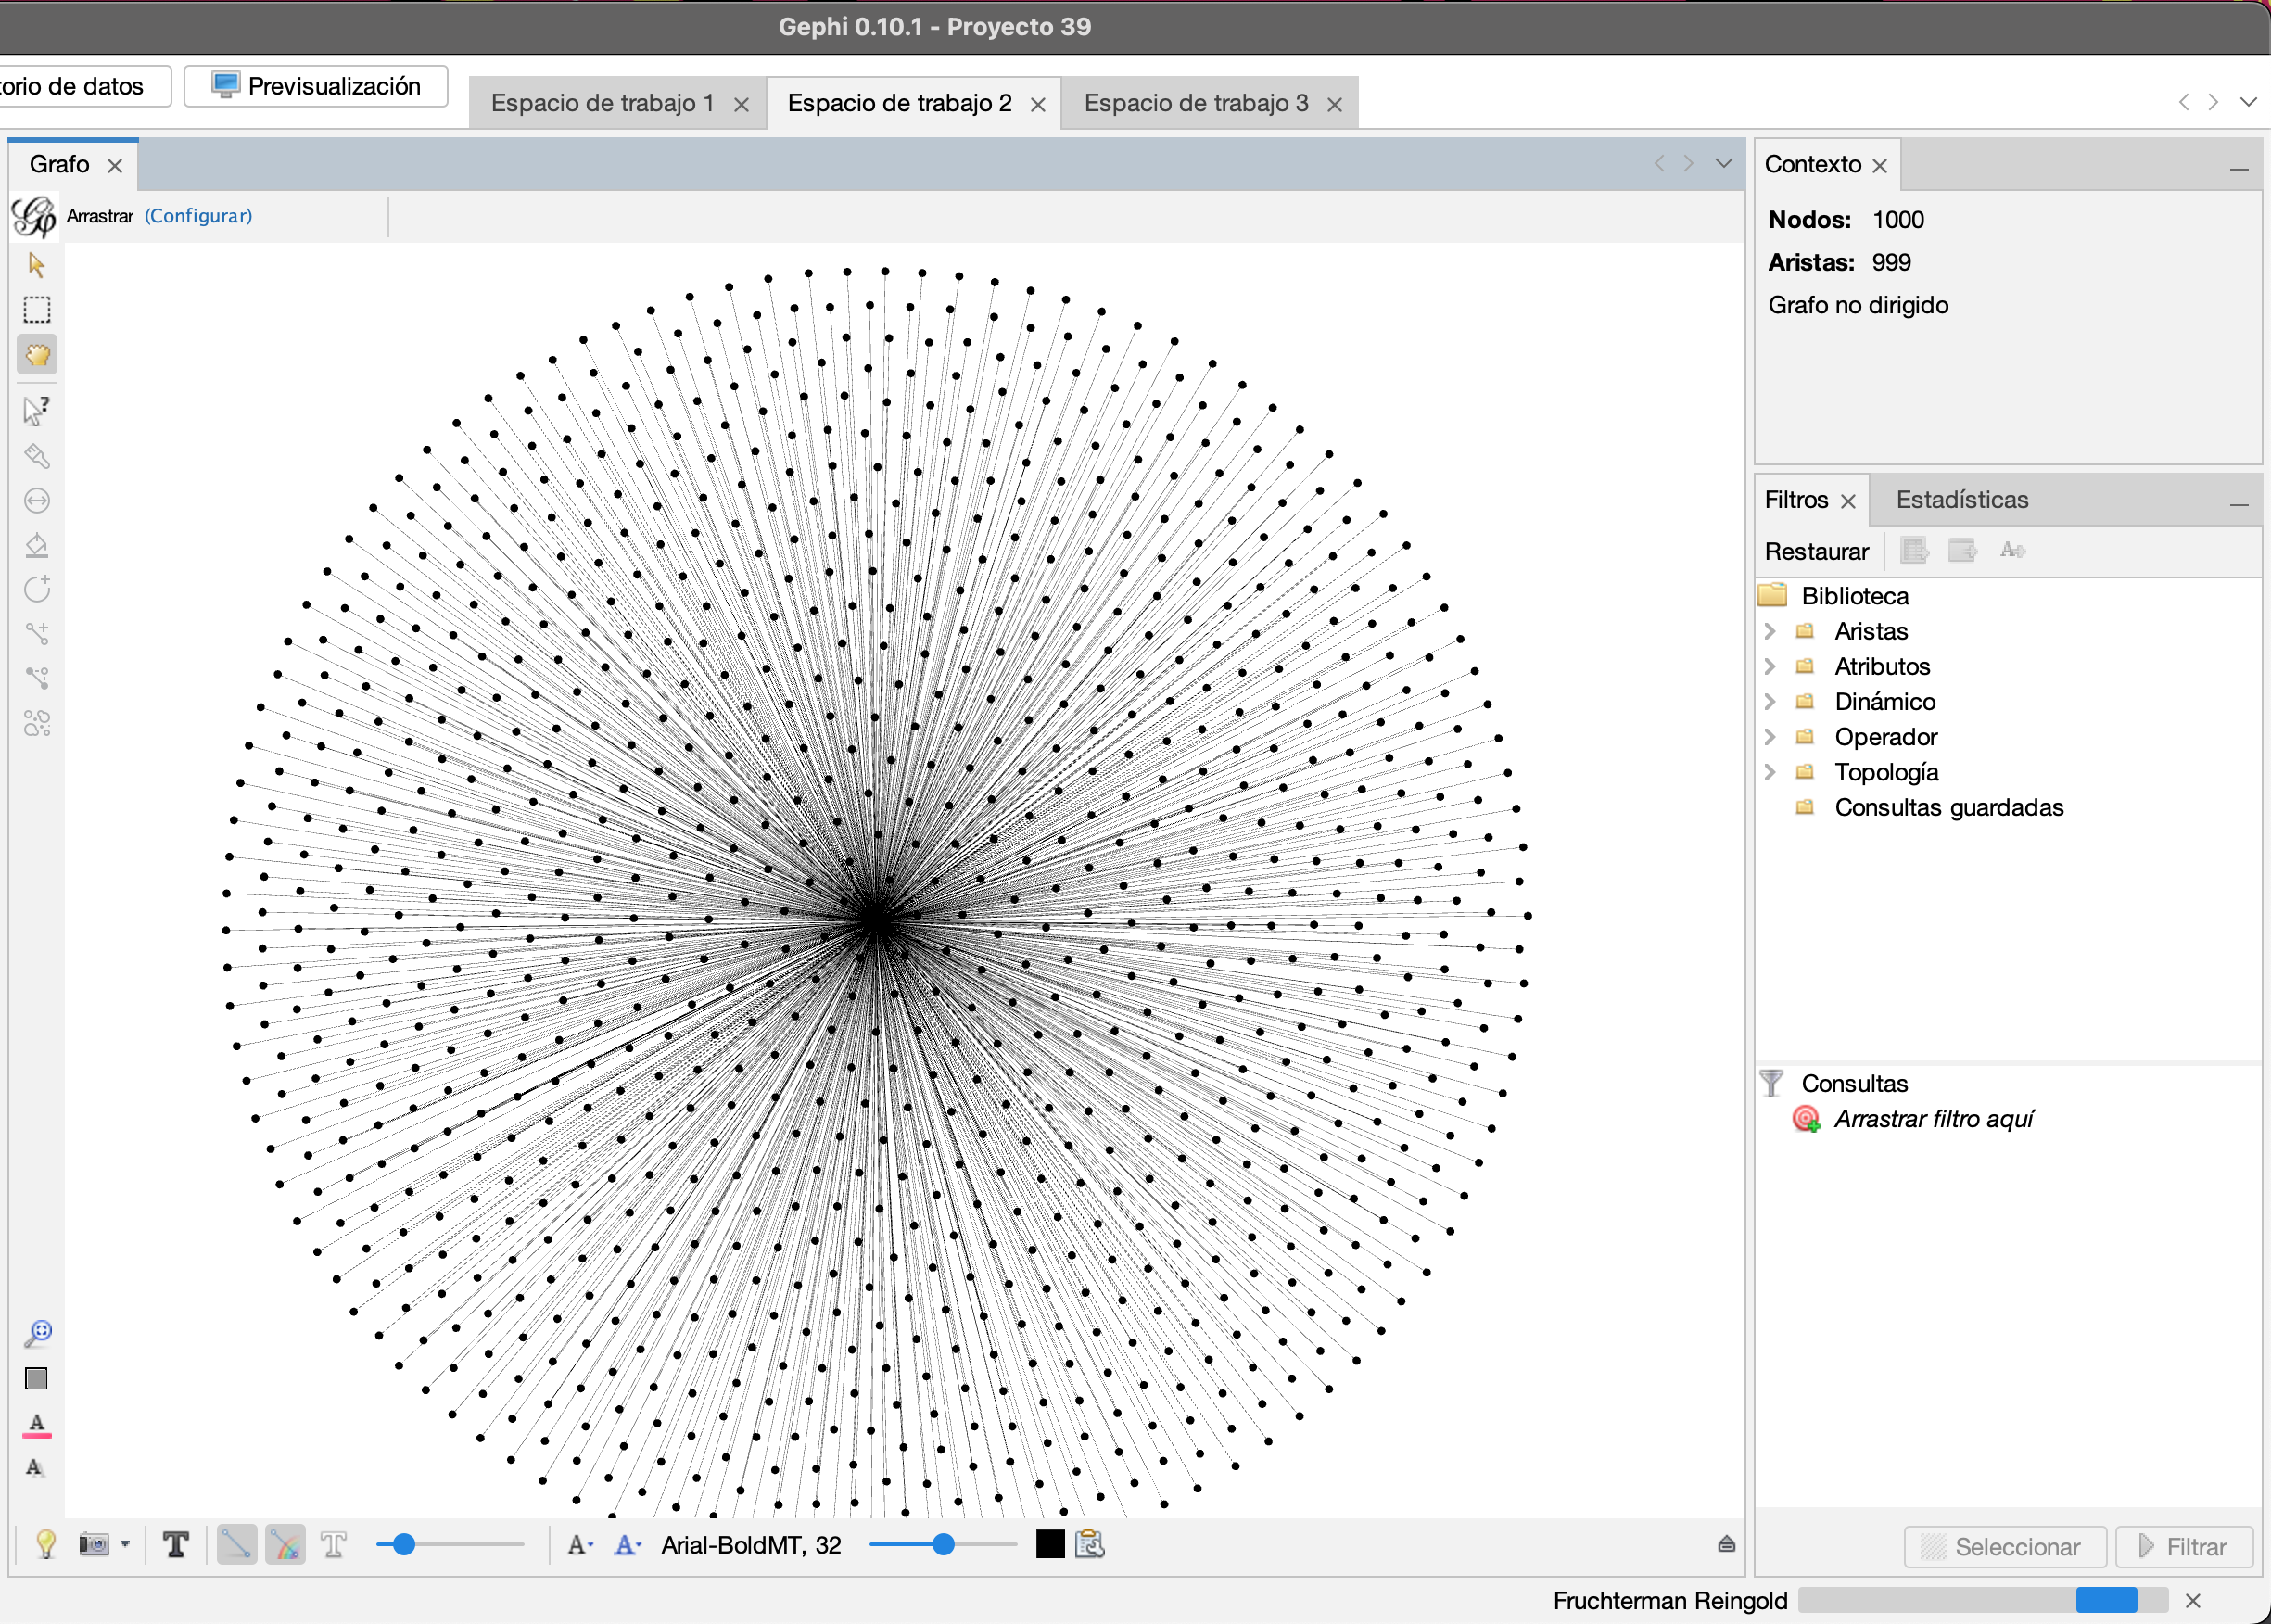 Gephi 0.10.1 - Proyecto 39
torio de datos
Previsualización
Espacio de trabajo 1
Espacio de trabajo 2
Espacio de trabajo 3
Grafo
Arrastrar (Configurar)
Contexto
Nodos: 1000
Aristas: 999
Grafo no dirigido
Filtros
Estadísticas
Restaurar
Biblioteca
Aristas
Atributos
Dinámico
Operador
Topología
Consultas guardadas
Consultas
Arrastrar filtro aquí
Arial-BoldMT, 32
Seleccionar
Filtrar
Fruchterman Reingold